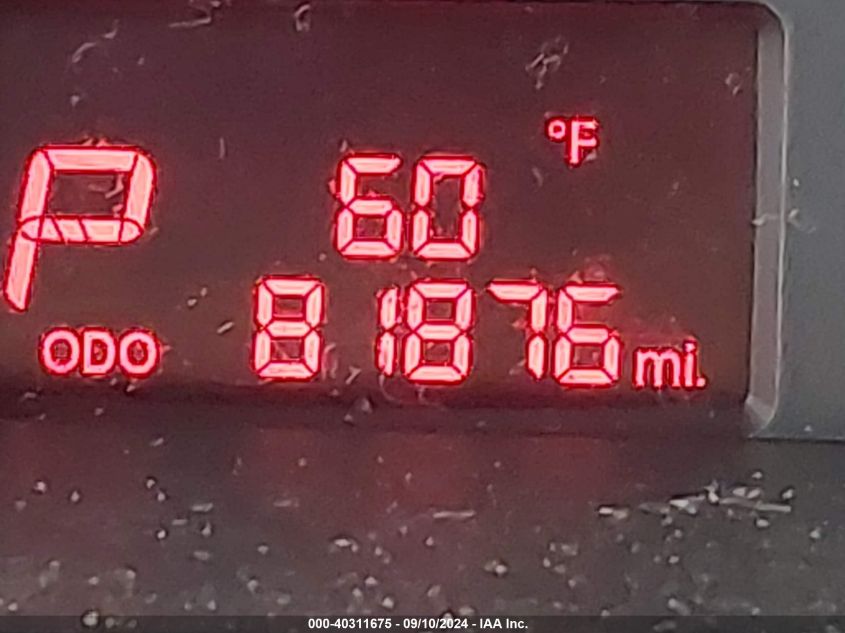 °F
P 60
ODO 81876 mi.
000-40311675 - 09/10/2024 - IAA Inc.